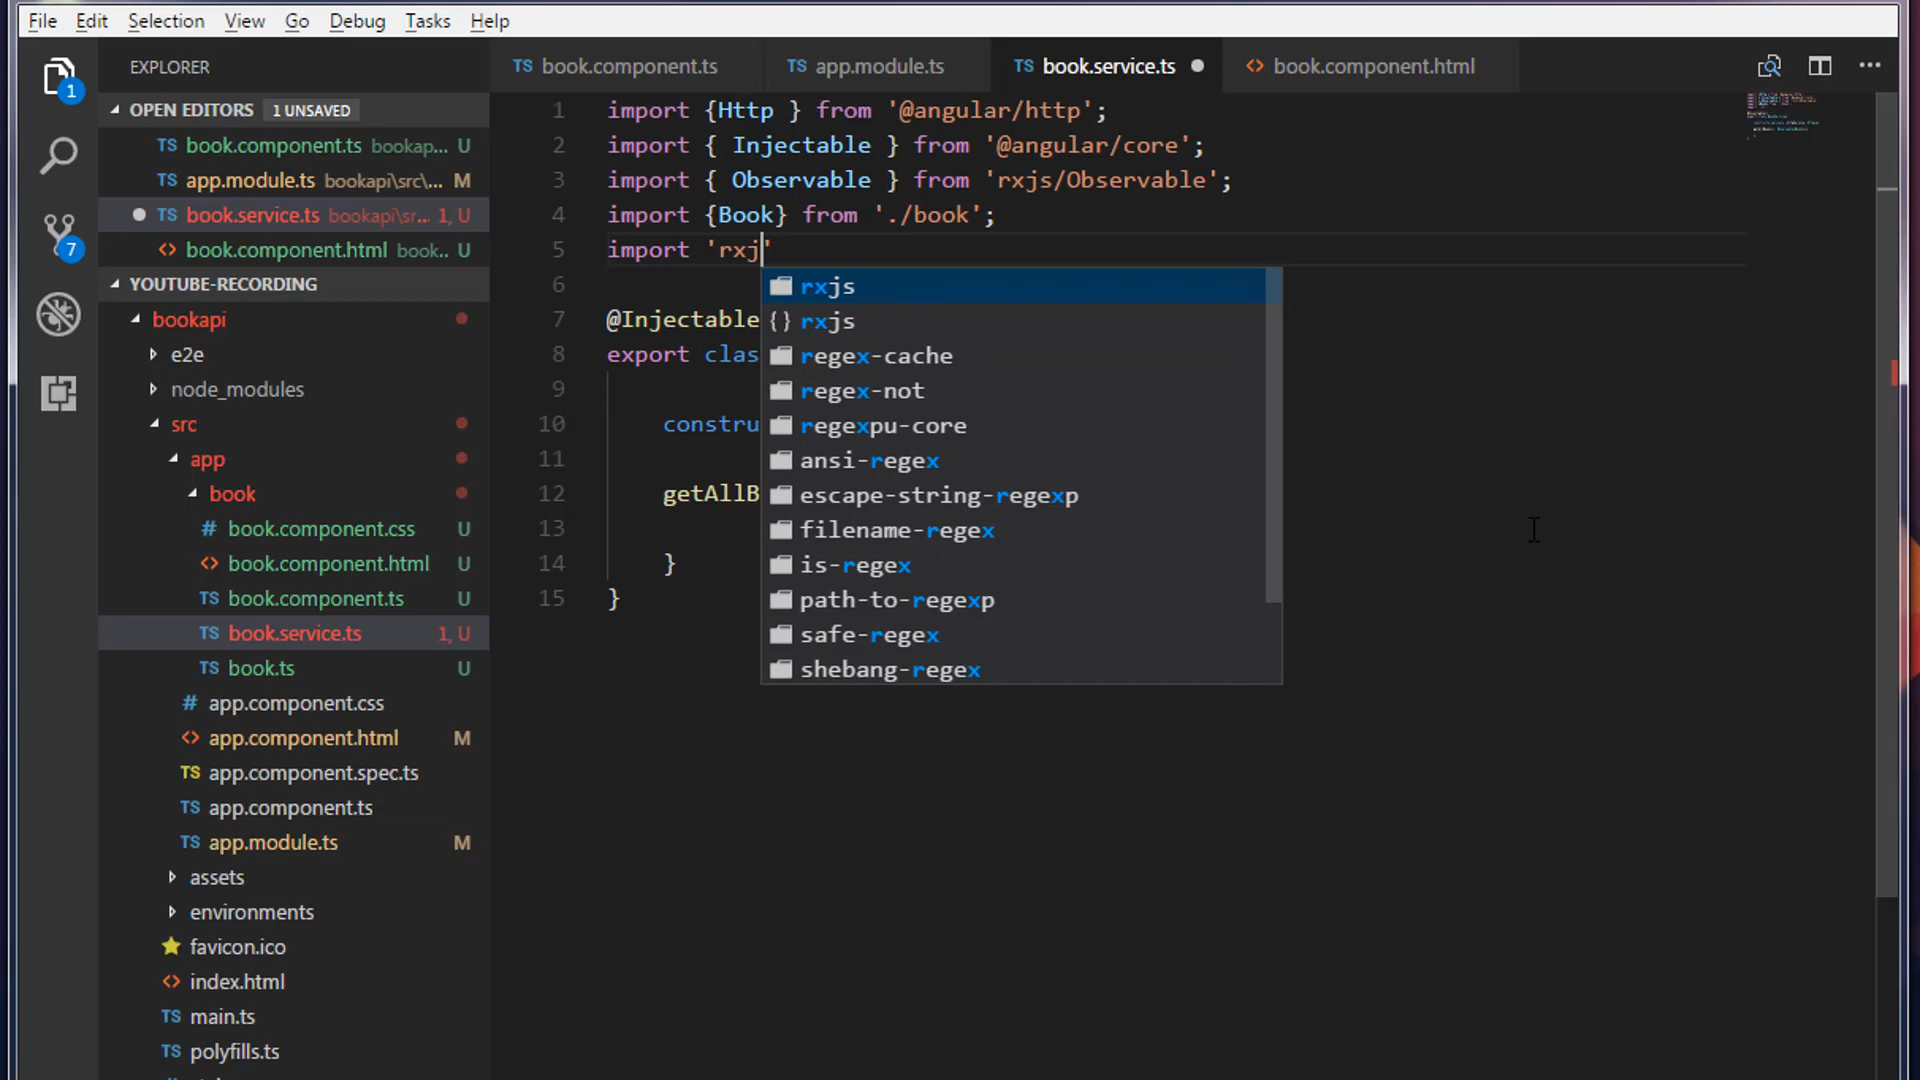 File Edit Selection View Go Debug Tasks Help
EXPLORER
OPEN EDITORS 1 UNSAVED
TS book.component.ts bookap... U
TS app.module.ts bookapi\src\... M
TS book.service.ts bookapi\sr... 1, U
<> book.component.html book.. U
YOUTUBE-RECORDING
bookapi
e2e
node_modules
src
app
book
# book.component.css U
<> book.component.html U
TS book.component.ts U
TS book.service.ts 1, U
TS book.ts U
# app.component.css
<> app.component.html M
TS app.component.spec.ts
TS app.component.ts
TS app.module.ts M
assets
environments
favicon.ico
<> index.html
TS main.ts
TS polyfills.ts
1
7
TS book.component.ts TS app.module.ts TS book.service.ts <> book.component.html
1 import {Http } from '@angular/http';
2 import { Injectable } from '@angular/core';
3 import { Observable } from 'rxjs/Observable';
4 import {Book} from './book';
5 import 'rxj'
6
7 @Injectable
8 export clas
9
10 constru
11
12 getAllB
13
14 }
15 }
rxjs
{} rxjs
regex-cache
regex-not
regexpu-core
ansi-regex
escape-string-regexp
filename-regex
is-regex
path-to-regexp
safe-regex
shebang-regex